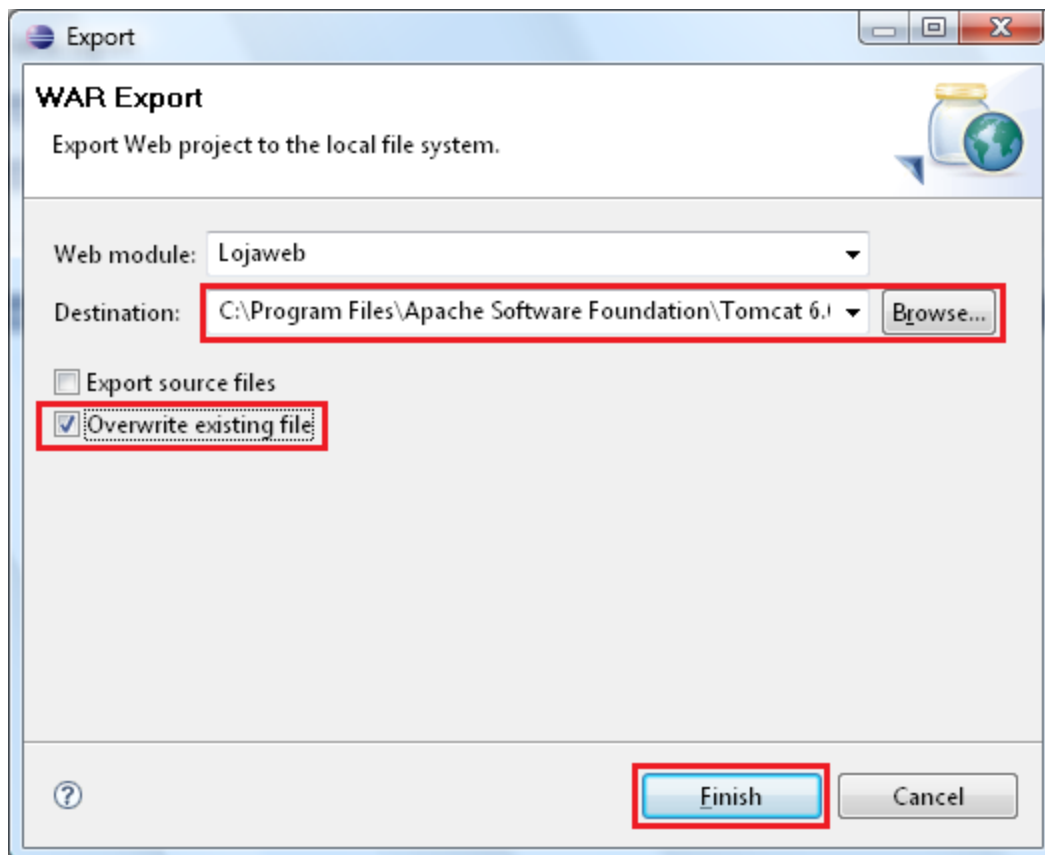 Export
WAR Export
Export Web project to the local file system.
Web module: Lojaweb
Destination: C:\Program Files\Apache Software Foundation\Tomcat 6.( Browse...
Export source files
Overwrite existing file
Finish Cancel